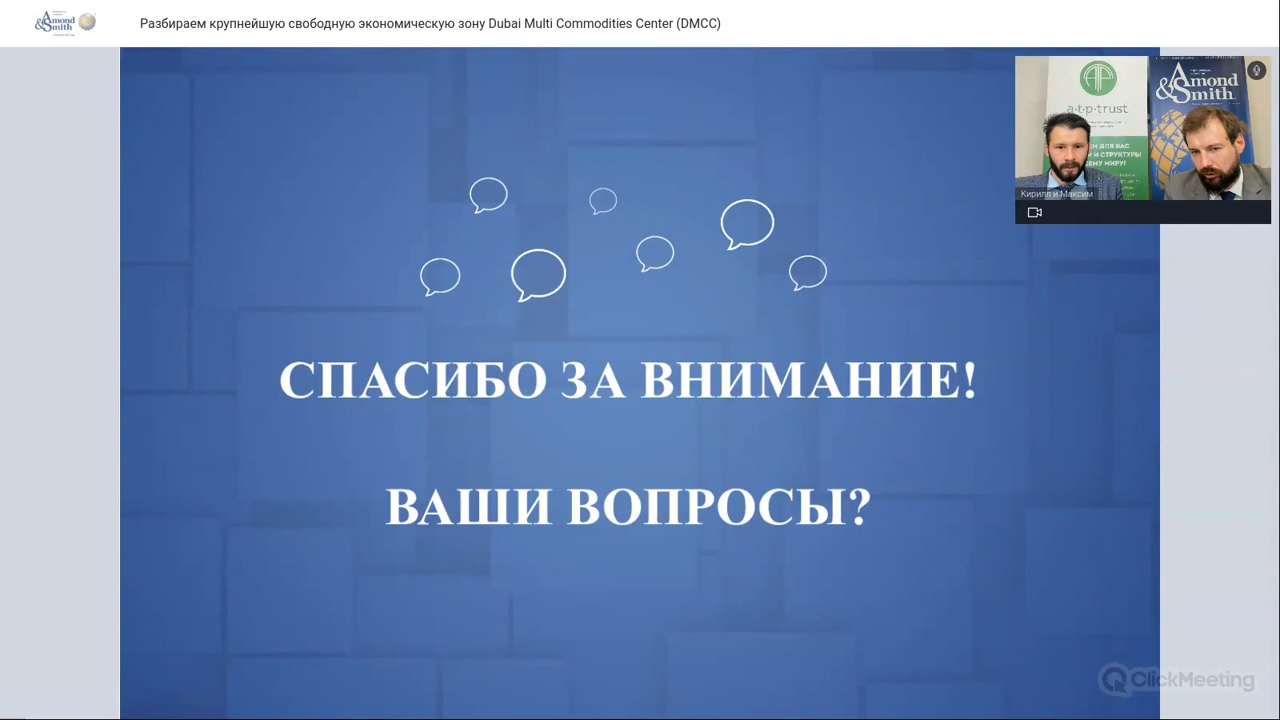 Amond
&Smith
Разбираем крупнейшую свободную экономическую зону Dubai Multi Commodities Center (DMCC)
a·t·p·trust
Amond
&Smith
И СТРУКТУРЫ
Кирилл и Максим
СПАСИБО ЗА ВНИМАНИЕ!
ВАШИ ВОПРОСЫ?
ClickMeeting